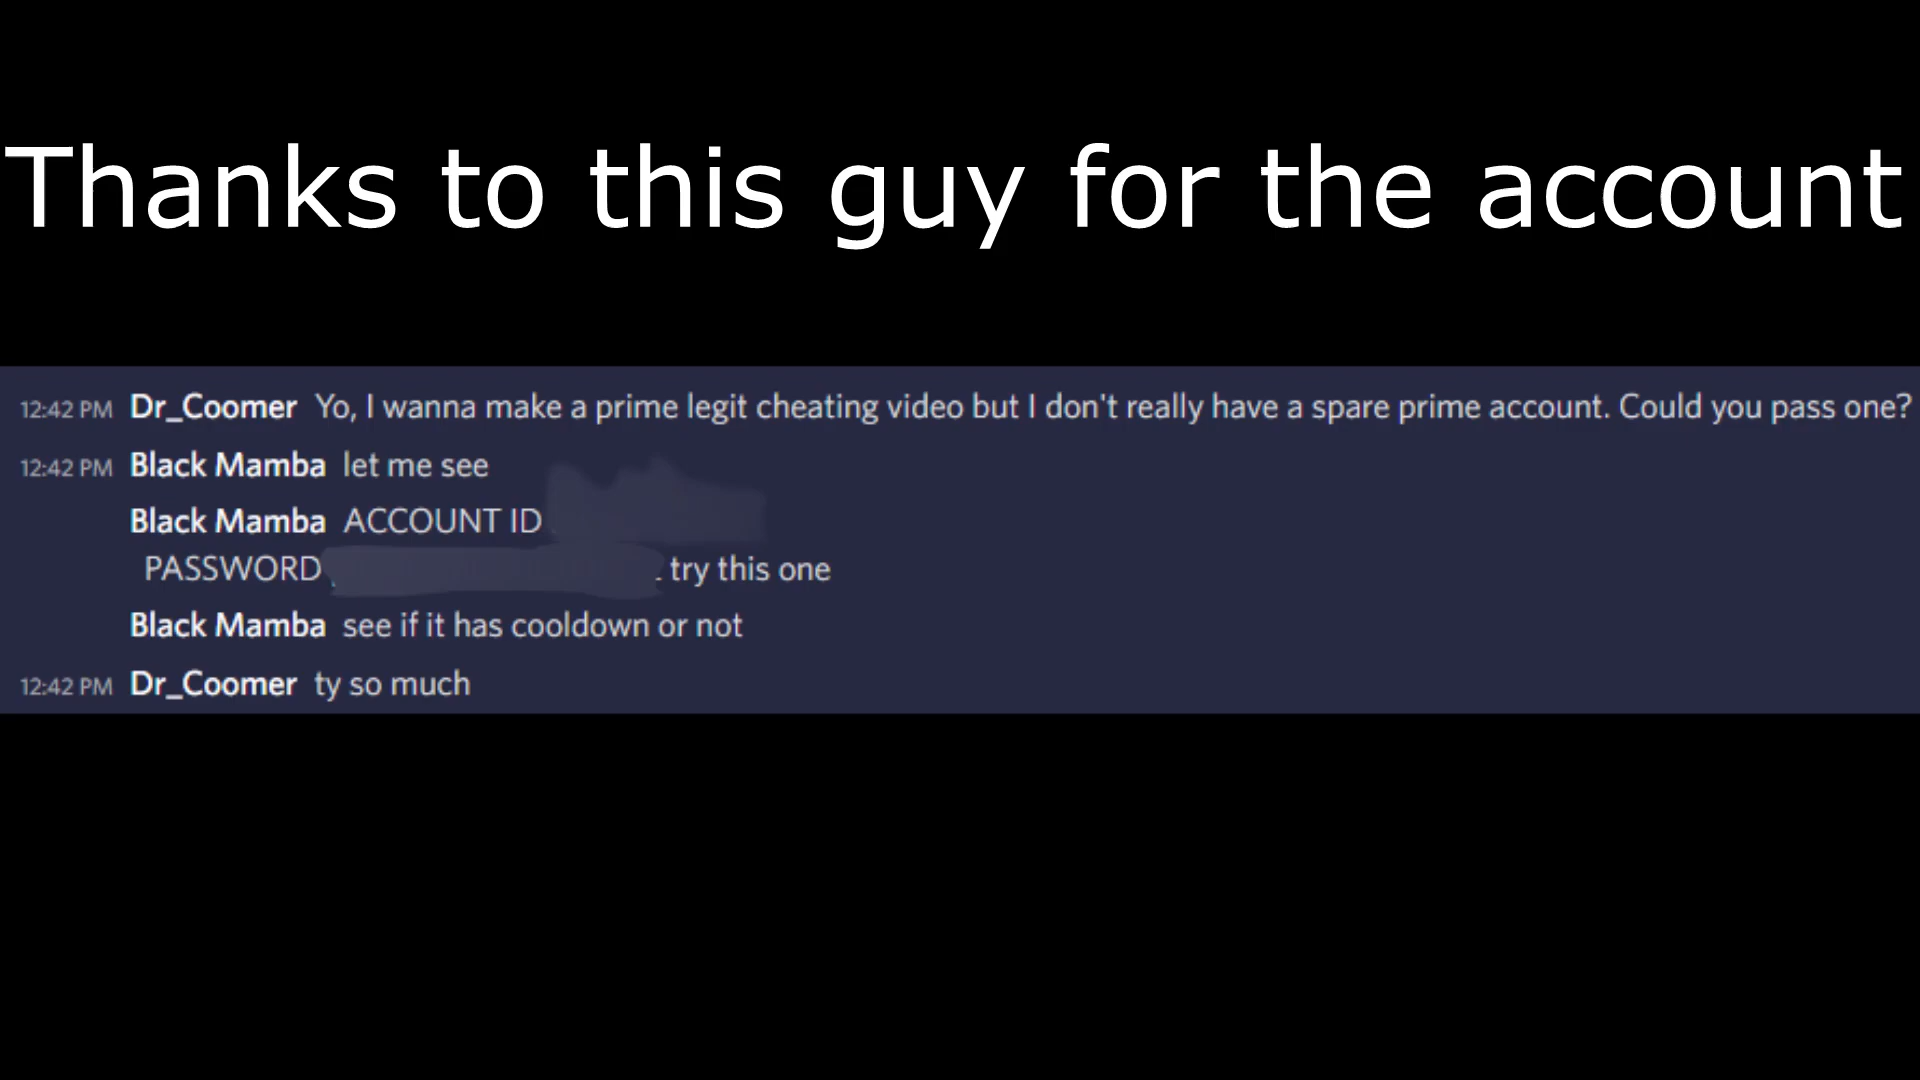 Thanks to this guy for the account
12:42 PM Dr_Coomer Yo, I wanna make a prime legit cheating video but I don't really have a spare prime account. Could you pass one?
12:42 PM Black Mamba let me see
Black Mamba ACCOUNT ID
PASSWORD try this one
Black Mamba see if it has cooldown or not
12:42 PM Dr_Coomer ty so much